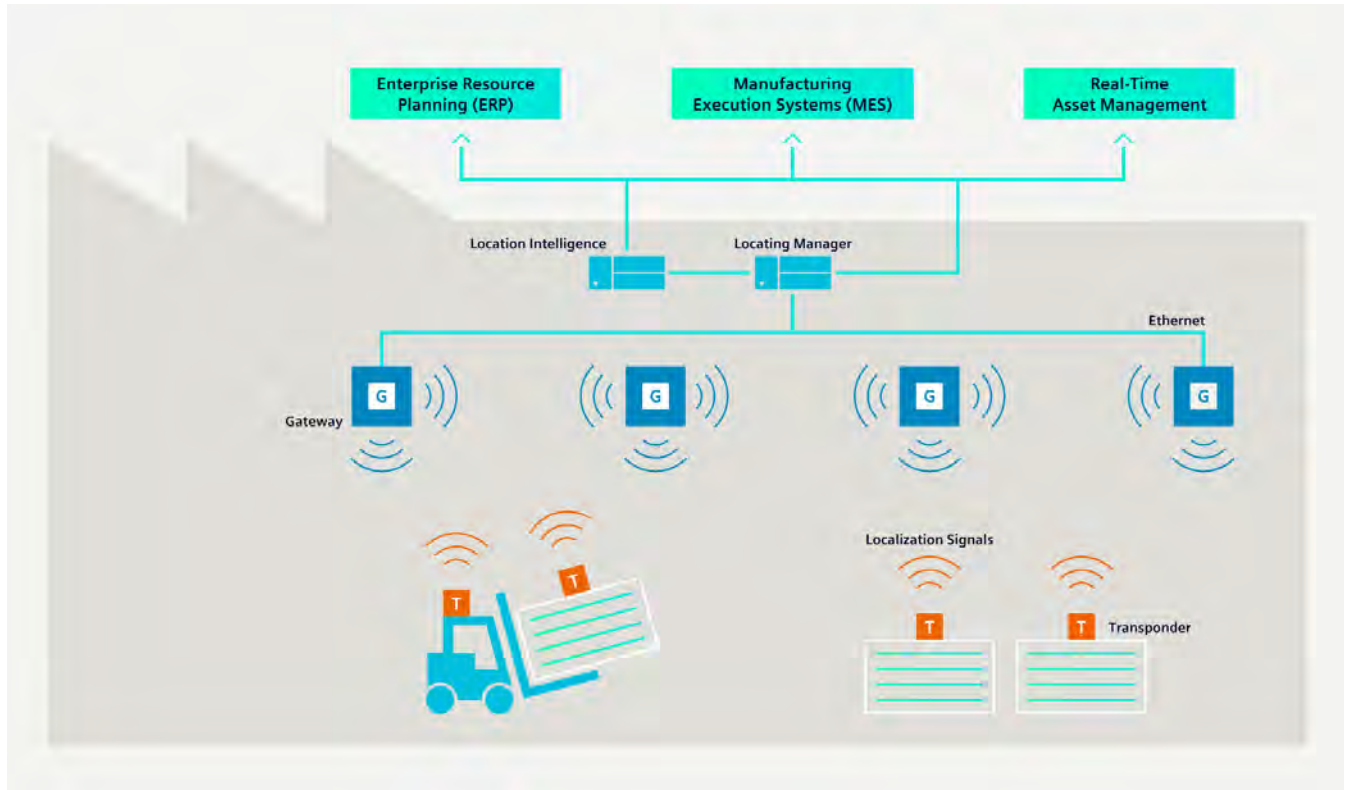 Enterprise Resource
Planning (ERP)
Manufacturing
Execution Systems (MES)
Real-Time
Asset Management
Location Intelligence
Locating Manager
Ethernet
G
G
G
G
Gateway
Localization Signals
T
T
T
T
Transponder